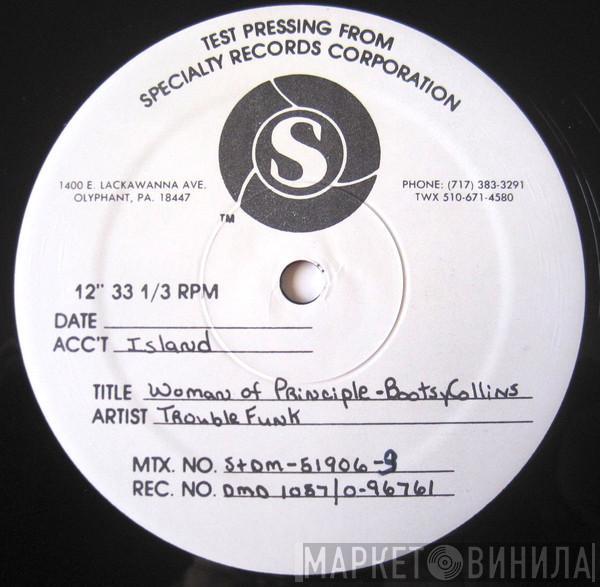 TEST PRESSING FROM
SPECIALTY RECORDS CORPORATION
S
TM
1400 E. LACKAWANNA AVE.
OLYPHANT, PA. 18447
PHONE: (717) 383-3291
TWX 510-671-4580
12" 33 1/3 RPM
DATE
ACC'T Island
TITLE Woman of Principle - Bootsy Collins
ARTIST Trouble Funk
MTX. NO. St DM-51906-9
REC. NO. DMD 1087/0-96761
МАРКЕТ ВИНИЛА